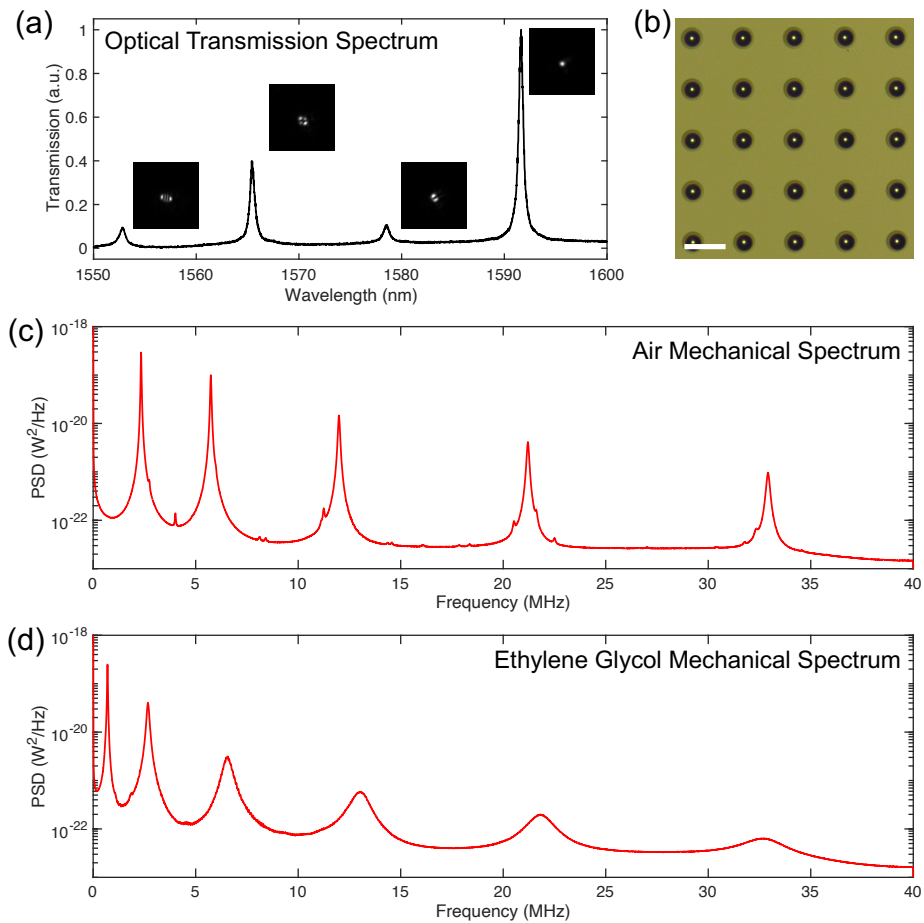 (a)
Optical Transmission Spectrum
Transmission (a.u.)
1
0.8
0.6
0.4
0.2
0
1550
1560
1570
1580
1590
1600
Wavelength (nm)
(b)
(c)
Air Mechanical Spectrum
PSD (W²/Hz)
10⁻¹⁸
10⁻²⁰
10⁻²²
0
5
10
15
20
25
30
35
40
Frequency (MHz)
(d)
Ethylene Glycol Mechanical Spectrum
PSD (W²/Hz)
10⁻¹⁸
10⁻²⁰
10⁻²²
0
5
10
15
20
25
30
35
40
Frequency (MHz)